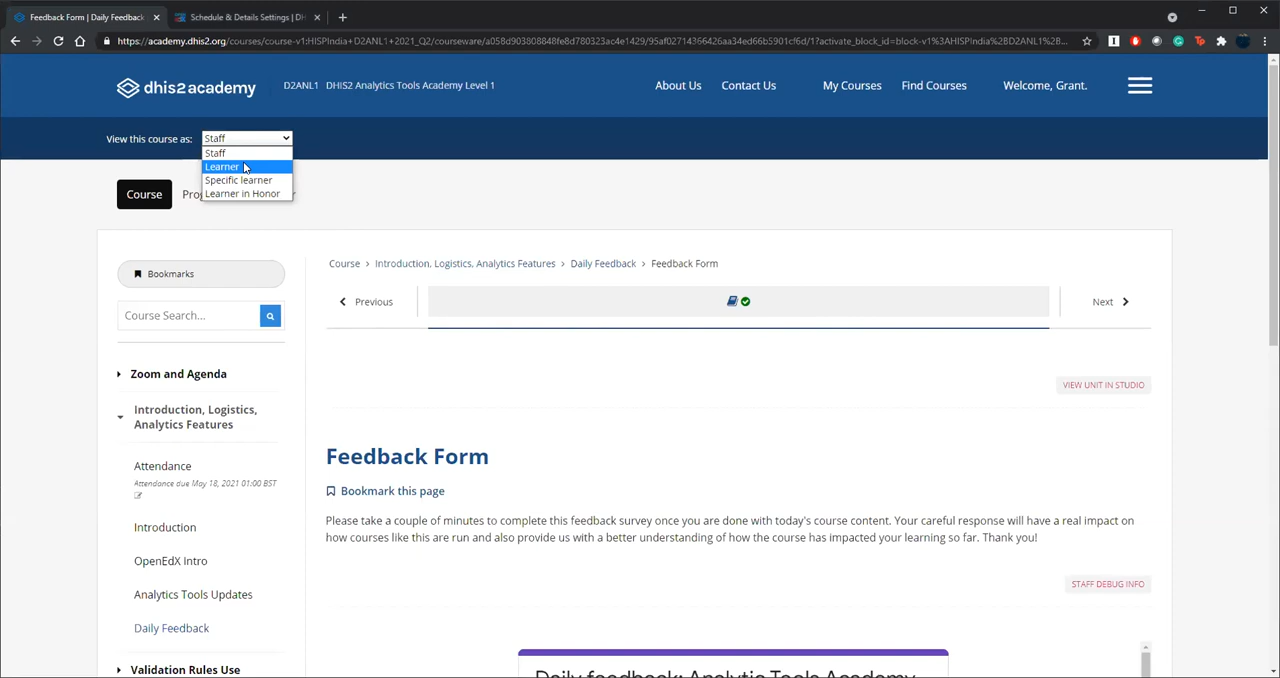 Feedback Form | Daily Feedback
Schedule & Details Settings | DH
https://academy.dhis2.org/courses/course-v1:HISPIndia+D2ANL1+2021_Q2/courseware/a058d903808848fe8d780323ac4e1429/95af02714366426aa34ed66b5901cf6d/1?activate_block_id=block-v1%3AHISPIndia%2BD2ANL1%2B...
dhis2academy
D2ANL1 DHIS2 Analytics Tools Academy Level 1
About Us
Contact Us
My Courses
Find Courses
Welcome, Grant.
View this course as:
Staff
Staff
Learner
Specific learner
Learner in Honor
Course
Course > Introduction, Logistics, Analytics Features > Daily Feedback > Feedback Form
Bookmarks
Previous
Next
Course Search...
Zoom and Agenda
Introduction, Logistics,
Analytics Features
Attendance
Attendance due May 18, 2021 01:00 BST
Introduction
OpenEdX Intro
Analytics Tools Updates
Daily Feedback
Validation Rules Use
VIEW UNIT IN STUDIO
Feedback Form
Bookmark this page
Please take a couple of minutes to complete this feedback survey once you are done with today's course content. Your careful response will have a real impact on
how courses like this are run and also provide us with a better understanding of how the course has impacted your learning so far. Thank you!
STAFF DEBUG INFO
Daily feedback: Analytic Tools Academy